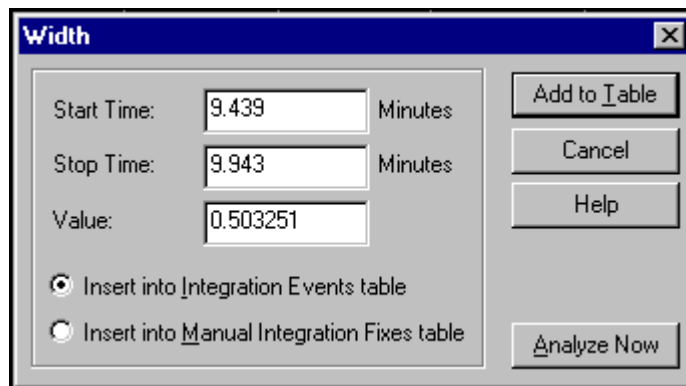 Width
Start Time: 9.439 Minutes
Stop Time: 9.943 Minutes
Value: 0.503251
Insert into Integration Events table
Insert into Manual Integration Fixes table
Add to Table
Cancel
Help
Analyze Now